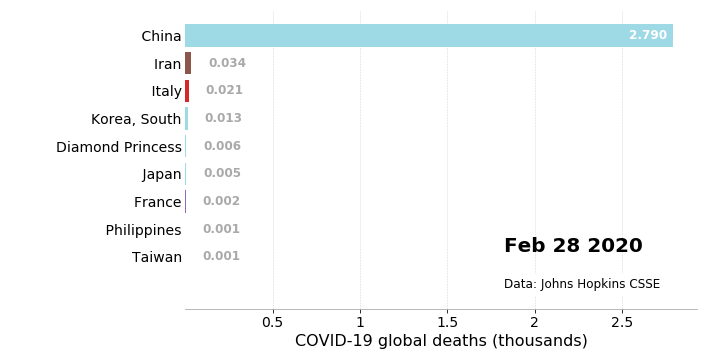 China 2.790
Iran 0.034
Italy 0.021
Korea, South 0.013
Diamond Princess 0.006
Japan 0.005
France 0.002
Philippines 0.001
Taiwan 0.001
Feb 28 2020
Data: Johns Hopkins CSSE
0.5 1 1.5 2 2.5
COVID-19 global deaths (thousands)